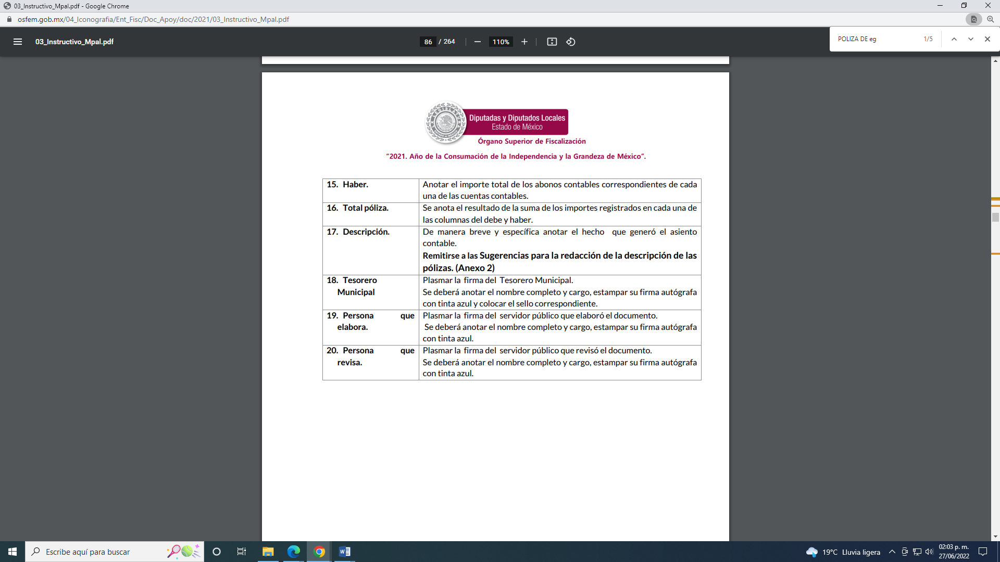 03_Instructivo_Mpal.pdf - Google Chrome
osfem.gob.mx/04_Iconografia/Ent_Fisc/Doc_Apoy/doc/2021/03_Instructivo_Mpal.pdf
03_Instructivo_Mpal.pdf
86 / 264
110%
POLIZA DE eg
1/5
LX LEGISLATURA
ESTADO DE MÉXICO
Diputadas y Diputados Locales
Estado de México
Órgano Superior de Fiscalización
“2021. Año de la Consumación de la Independencia y la Grandeza de México”.
15. Haber.
Anotar el importe total de los abonos contables correspondientes de cada
una de las cuentas contables.
16. Total póliza.
Se anota el resultado de la suma de los importes registrados en cada una de
las columnas del debe y haber.
17. Descripción.
De manera breve y específica anotar el hecho que generó el asiento
contable.
Remitirse a las Sugerencias para la redacción de la descripción de las
pólizas. (Anexo 2)
18. Tesorero
Municipal
Plasmar la firma del Tesorero Municipal.
Se deberá anotar el nombre completo y cargo, estampar su firma autógrafa
con tinta azul y colocar el sello correspondiente.
19. Persona que
elabora.
Plasmar la firma del servidor público que elaboró el documento.
Se deberá anotar el nombre completo y cargo, estampar su firma autógrafa
con tinta azul.
20. Persona que
revisa.
Plasmar la firma del servidor público que revisó el documento.
Se deberá anotar el nombre completo y cargo, estampar su firma autógrafa
con tinta azul.
Escribe aquí para buscar
19°C Lluvia ligera
02:03 p. m.
27/06/2022